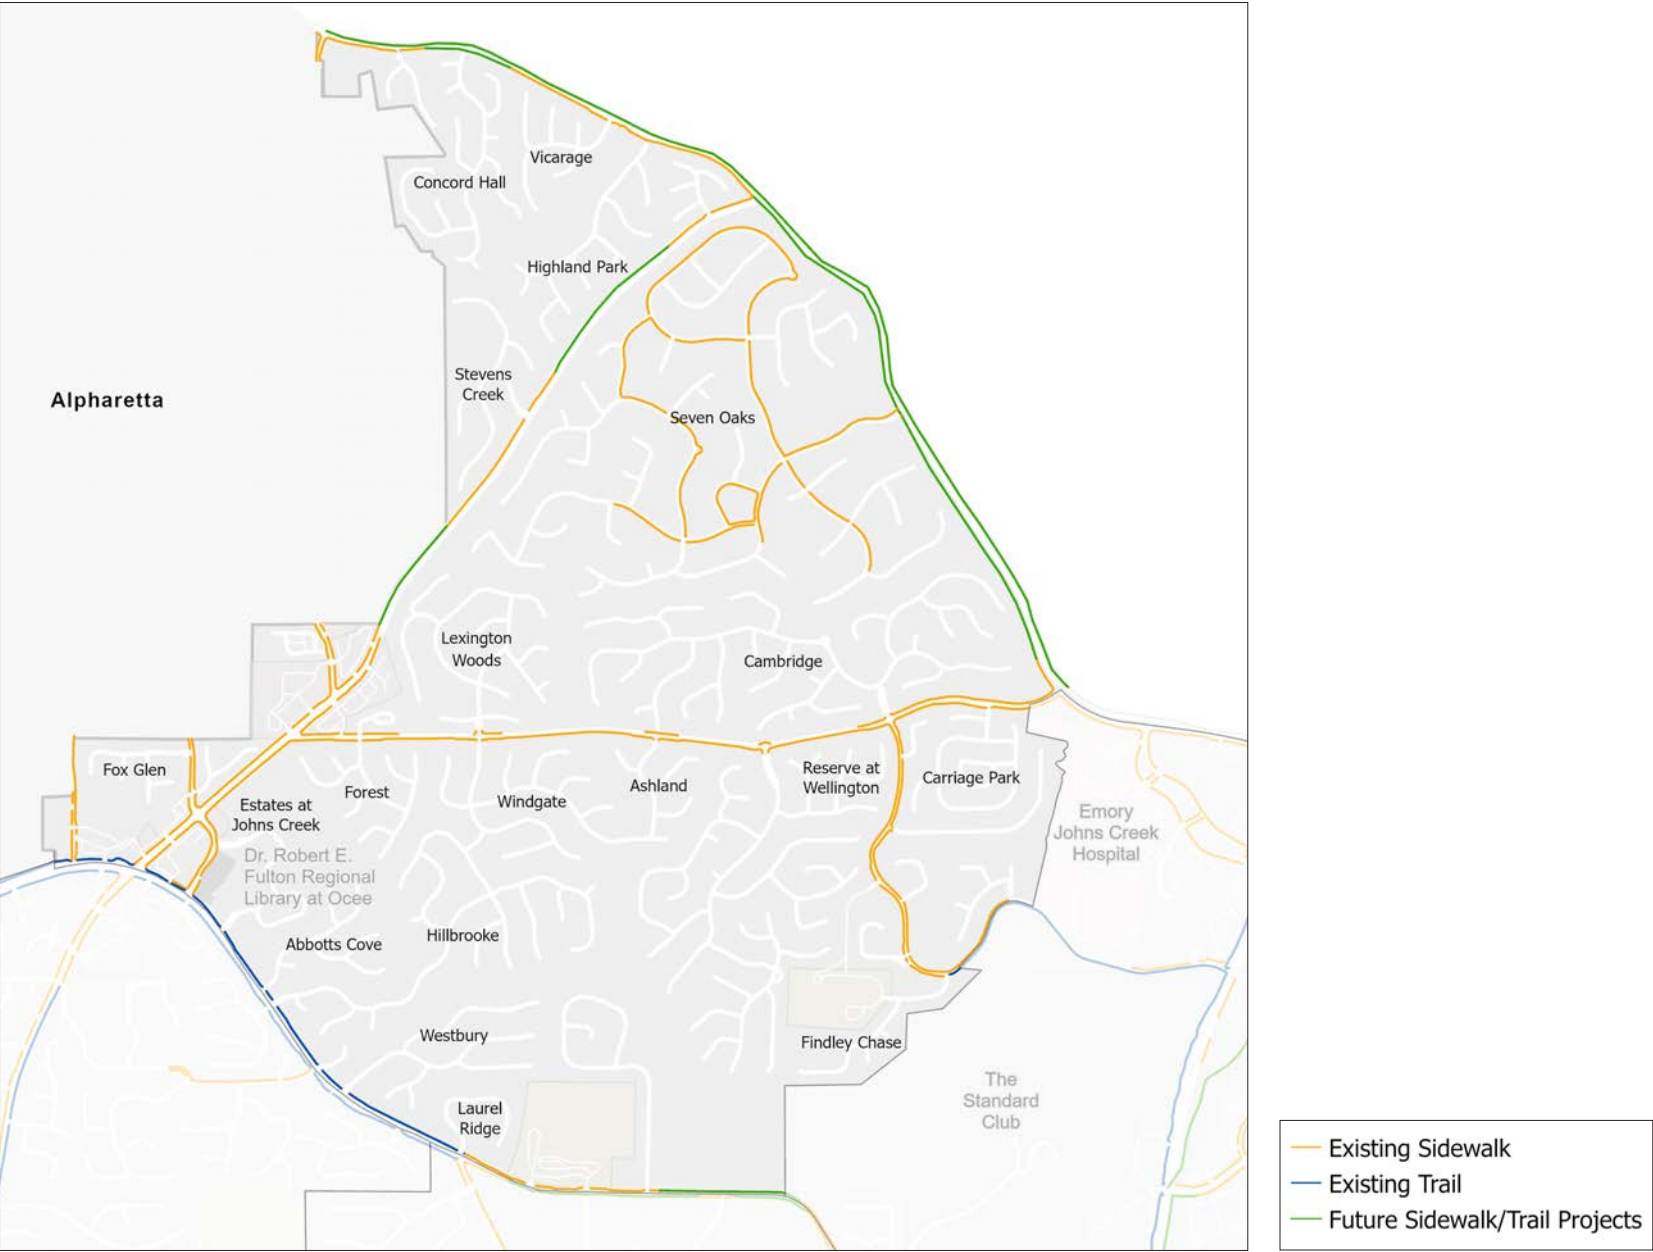 Vicarage
Concord Hall
Highland Park
Stevens
Creek
Alpharetta
Seven Oaks
Lexington
Woods
Cambridge
Fox Glen
Forest
Estates at
Johns Creek
Windgate
Ashland
Reserve at
Wellington
Carriage Park
Emory
Johns Creek
Hospital
Dr. Robert E.
Fulton Regional
Library at Ocee
Abbotts Cove
Hillbrooke
Westbury
Findley Chase
The
Standard
Club
Laurel
Ridge
Existing Sidewalk
Existing Trail
Future Sidewalk/Trail Projects